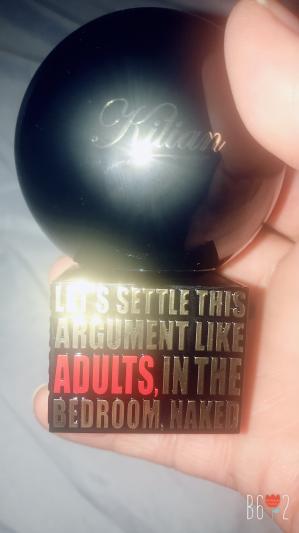 Kilian
LET'S SETTLE THIS
ARGUMENT LIKE
ADULTS, IN THE
BEDROOM, NAKED
B6🌷2